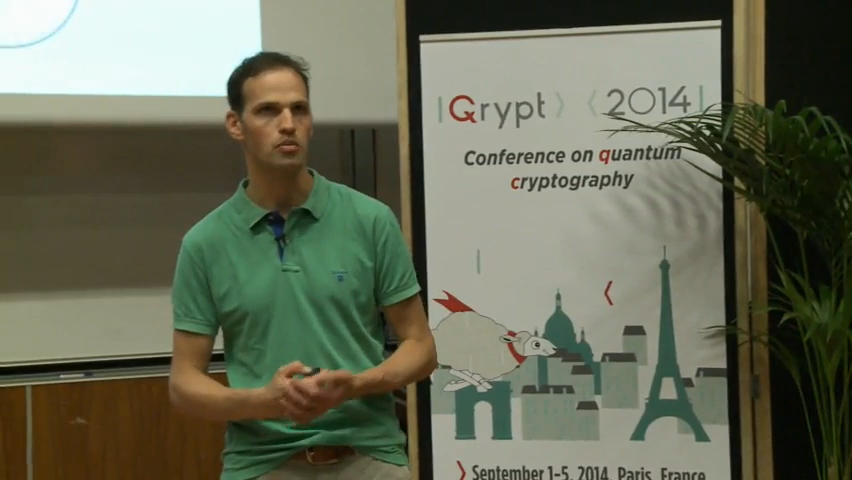 |Qrypt> <2014|
Conference on quantum
cryptography
September 1-5, 2014, Paris, France